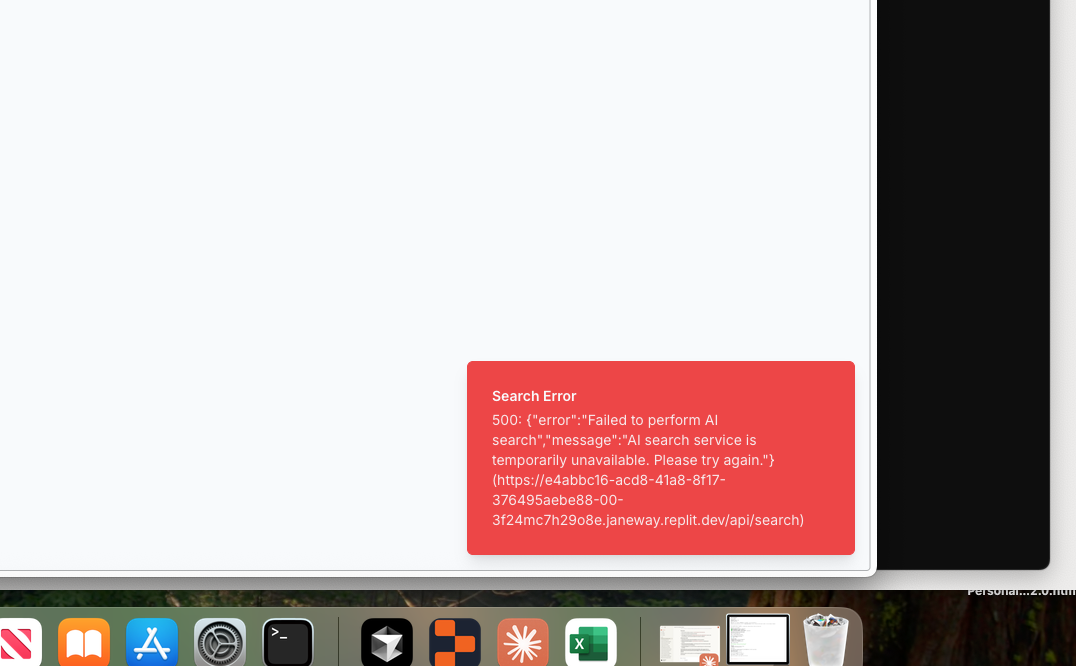 Search Error
500: {"error":"Failed to perform AI
search","message":"AI search service is
temporarily unavailable. Please try again."}
(https://e4abbc16-acd8-41a8-8f17-
376495aebe88-00-
3f24mc7h29o8e.janeway.replit.dev/api/search)
Personal...2.0.htm
>_
X